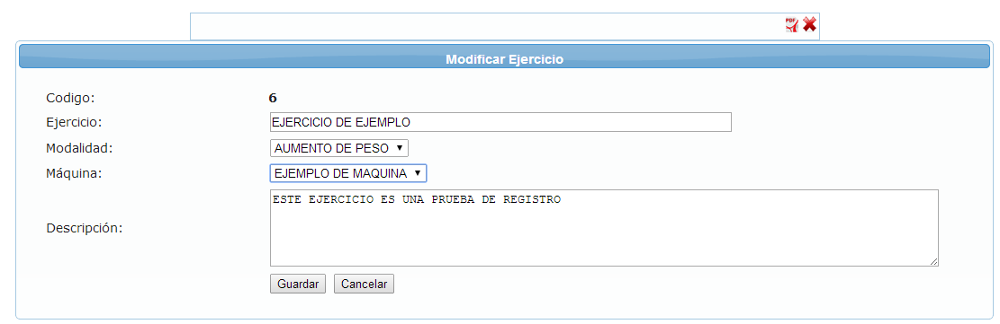 PDF
Modificar Ejercicio
Codigo: 6
Ejercicio: EJERCICIO DE EJEMPLO
Modalidad: AUMENTO DE PESO
Máquina: EJEMPLO DE MAQUINA
ESTE EJERCICIO ES UNA PRUEBA DE REGISTRO
Descripción:
Guardar Cancelar